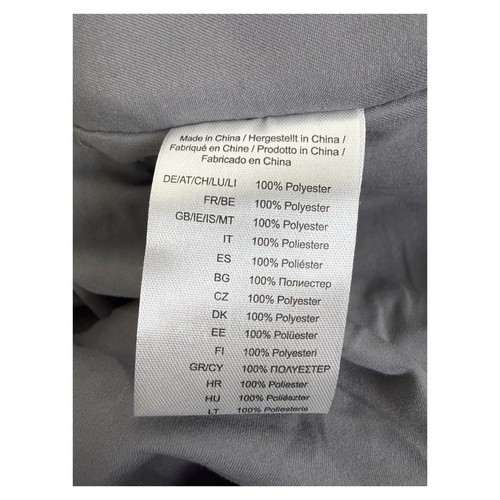 Made in China / Hergestellt in China /
Fabriqué en Chine / Prodotto in China /
Fabricado en China
DE/AT/CH/LU/LI 100% Polyester
FR/BE 100% Polyester
GB/IE/IS/MT 100% Polyester
IT 100% Poliestere
ES 100% Poliéster
BG 100% Полиестер
CZ 100% Polyester
DK 100% Polyester
EE 100% Polüester
FI 100% Polyesteri
GR/CY 100% ΠΟΛΥΕΣΤΕΡ
HR 100% Poliester
HU 100% Poliészter
LT 100% Poliesteris